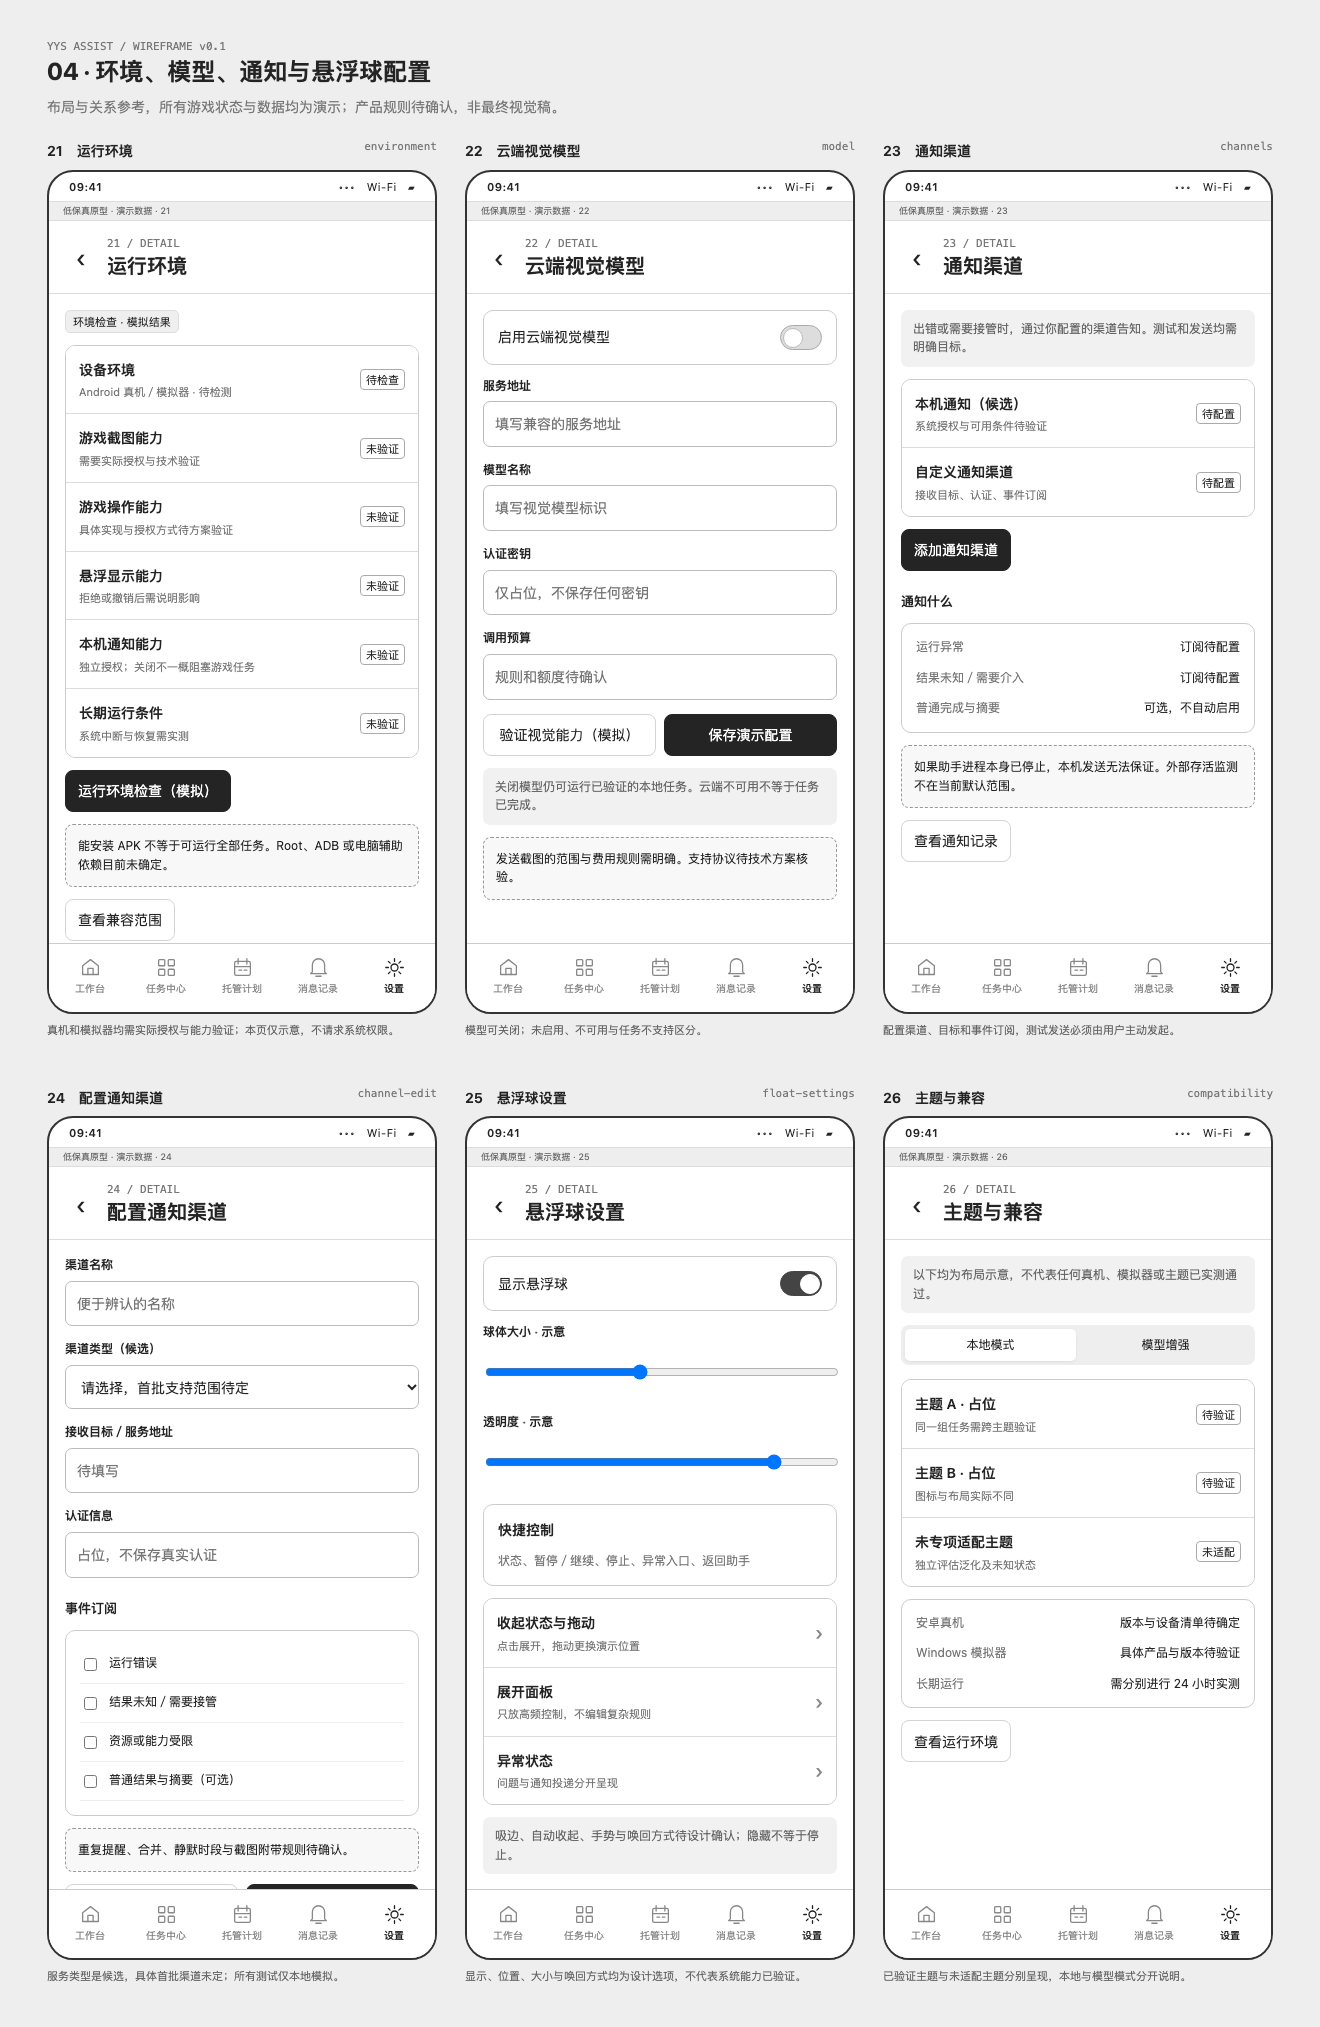 YYS ASSIST / WIREFRAME v0.1
04 · 环境、模型、通知与悬浮球配置
布局与关系参考，所有游戏状态与数据均为演示；产品规则待确认，非最终视觉稿。
21 运行环境 environment
09:41 ··· Wi-Fi
低保真原型 · 演示数据 · 21
‹
21 / DETAIL
运行环境
环境检查 · 模拟结果
设备环境
Android 真机 / 模拟器 · 待检测
待检查
游戏截图能力
需要实际授权与技术验证
未验证
游戏操作能力
具体实现与授权方式待方案验证
未验证
悬浮显示能力
拒绝或撤销后需说明影响
未验证
本机通知能力
独立授权；关闭不一概阻塞游戏任务
未验证
长期运行条件
系统中断与恢复需实测
未验证
运行环境检查（模拟）
能安装 APK 不等于可运行全部任务。Root、ADB 或电脑辅助
依赖目前未确定。
查看兼容范围
工作台 任务中心 托管计划 消息记录 设置
真机和模拟器均需实际授权与能力验证；本页仅示意，不请求系统权限。
22 云端视觉模型 model
09:41 ··· Wi-Fi
低保真原型 · 演示数据 · 22
‹
22 / DETAIL
云端视觉模型
启用云端视觉模型
服务地址
填写兼容的服务地址
模型名称
填写视觉模型标识
认证密钥
仅占位，不保存任何密钥
调用预算
规则和额度待确认
验证视觉能力（模拟） 保存演示配置
关闭模型仍可运行已验证的本地任务。云端不可用不等于任务
已完成。
发送截图的范围与费用规则需明确。支持协议待技术方案核
验。
工作台 任务中心 托管计划 消息记录 设置
模型可关闭；未启用、不可用与任务不支持区分。
23 通知渠道 channels
09:41 ··· Wi-Fi
低保真原型 · 演示数据 · 23
‹
23 / DETAIL
通知渠道
出错或需要接管时，通过你配置的渠道告知。测试和发送均需
明确目标。
本机通知（候选）
系统授权与可用条件待验证
待配置
自定义通知渠道
接收目标、认证、事件订阅
待配置
添加通知渠道
通知什么
运行异常 订阅待配置
结果未知 / 需要介入 订阅待配置
普通完成与摘要 可选，不自动启用
如果助手进程本身已停止，本机发送无法保证。外部存活监测
不在当前默认范围。
查看通知记录
工作台 任务中心 托管计划 消息记录 设置
配置渠道、目标和事件订阅，测试发送必须由用户主动发起。
24 配置通知渠道 channel-edit
09:41 ··· Wi-Fi
低保真原型 · 演示数据 · 24
‹
24 / DETAIL
配置通知渠道
渠道名称
便于辨认的名称
渠道类型（候选）
请选择，首批支持范围待定
接收目标 / 服务地址
待填写
认证信息
占位，不保存真实认证
事件订阅
运行错误
结果未知 / 需要接管
资源或能力受限
普通结果与摘要（可选）
重复提醒、合并、静默时段与截图附带规则待确认。
工作台 任务中心 托管计划 消息记录 设置
服务类型是候选，具体首批渠道未定；所有测试仅本地模拟。
25 悬浮球设置 float-settings
09:41 ··· Wi-Fi
低保真原型 · 演示数据 · 25
‹
25 / DETAIL
悬浮球设置
显示悬浮球
球体大小 · 示意
透明度 · 示意
快捷控制
状态、暂停 / 继续、停止、异常入口、返回助手
收起状态与拖动
点击展开，拖动更换演示位置
›
展开面板
只放高频控制，不编辑复杂规则
›
异常状态
问题与通知投递分开呈现
›
吸边、自动收起、手势与唤回方式待设计确认；隐藏不等于停
止。
工作台 任务中心 托管计划 消息记录 设置
显示、位置、大小与唤回方式均为设计选项，不代表系统能力已验证。
26 主题与兼容 compatibility
09:41 ··· Wi-Fi
低保真原型 · 演示数据 · 26
‹
26 / DETAIL
主题与兼容
以下均为布局示意，不代表任何真机、模拟器或主题已实测通
过。
本地模式 模型增强
主题 A · 占位
同一组任务需跨主题验证
待验证
主题 B · 占位
图标与布局实际不同
待验证
未专项适配主题
独立评估泛化及未知状态
未适配
安卓真机 版本与设备清单待确定
Windows 模拟器 具体产品与版本待验证
长期运行 需分别进行 24 小时实测
查看运行环境
工作台 任务中心 托管计划 消息记录 设置
已验证主题与未适配主题分别呈现，本地与模型模式分开说明。